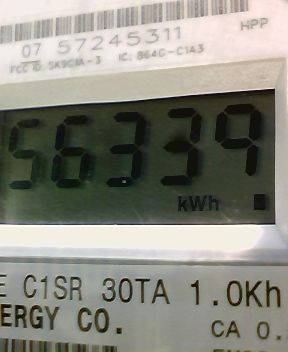 HPP
07 57245311
FCC ID: SK9C1A-3 IC: 864G-C1A3
56339
kWh
E C1SR 30TA 1.0Kh
ERGY CO.
CA 0.